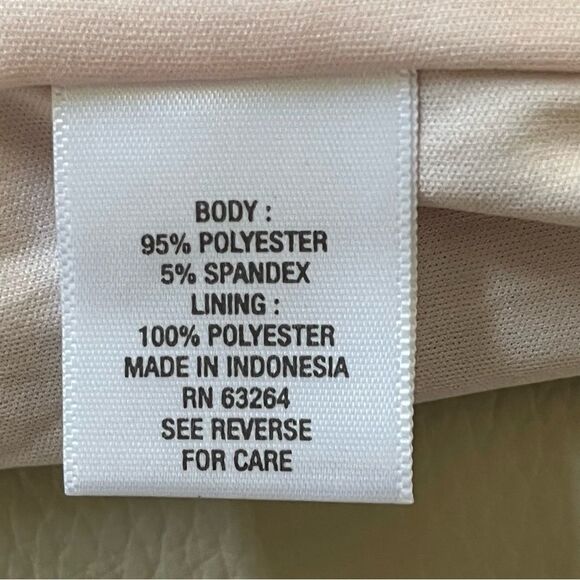 BODY :
95% POLYESTER
5% SPANDEX
LINING :
100% POLYESTER
MADE IN INDONESIA
RN 63264
SEE REVERSE
FOR CARE